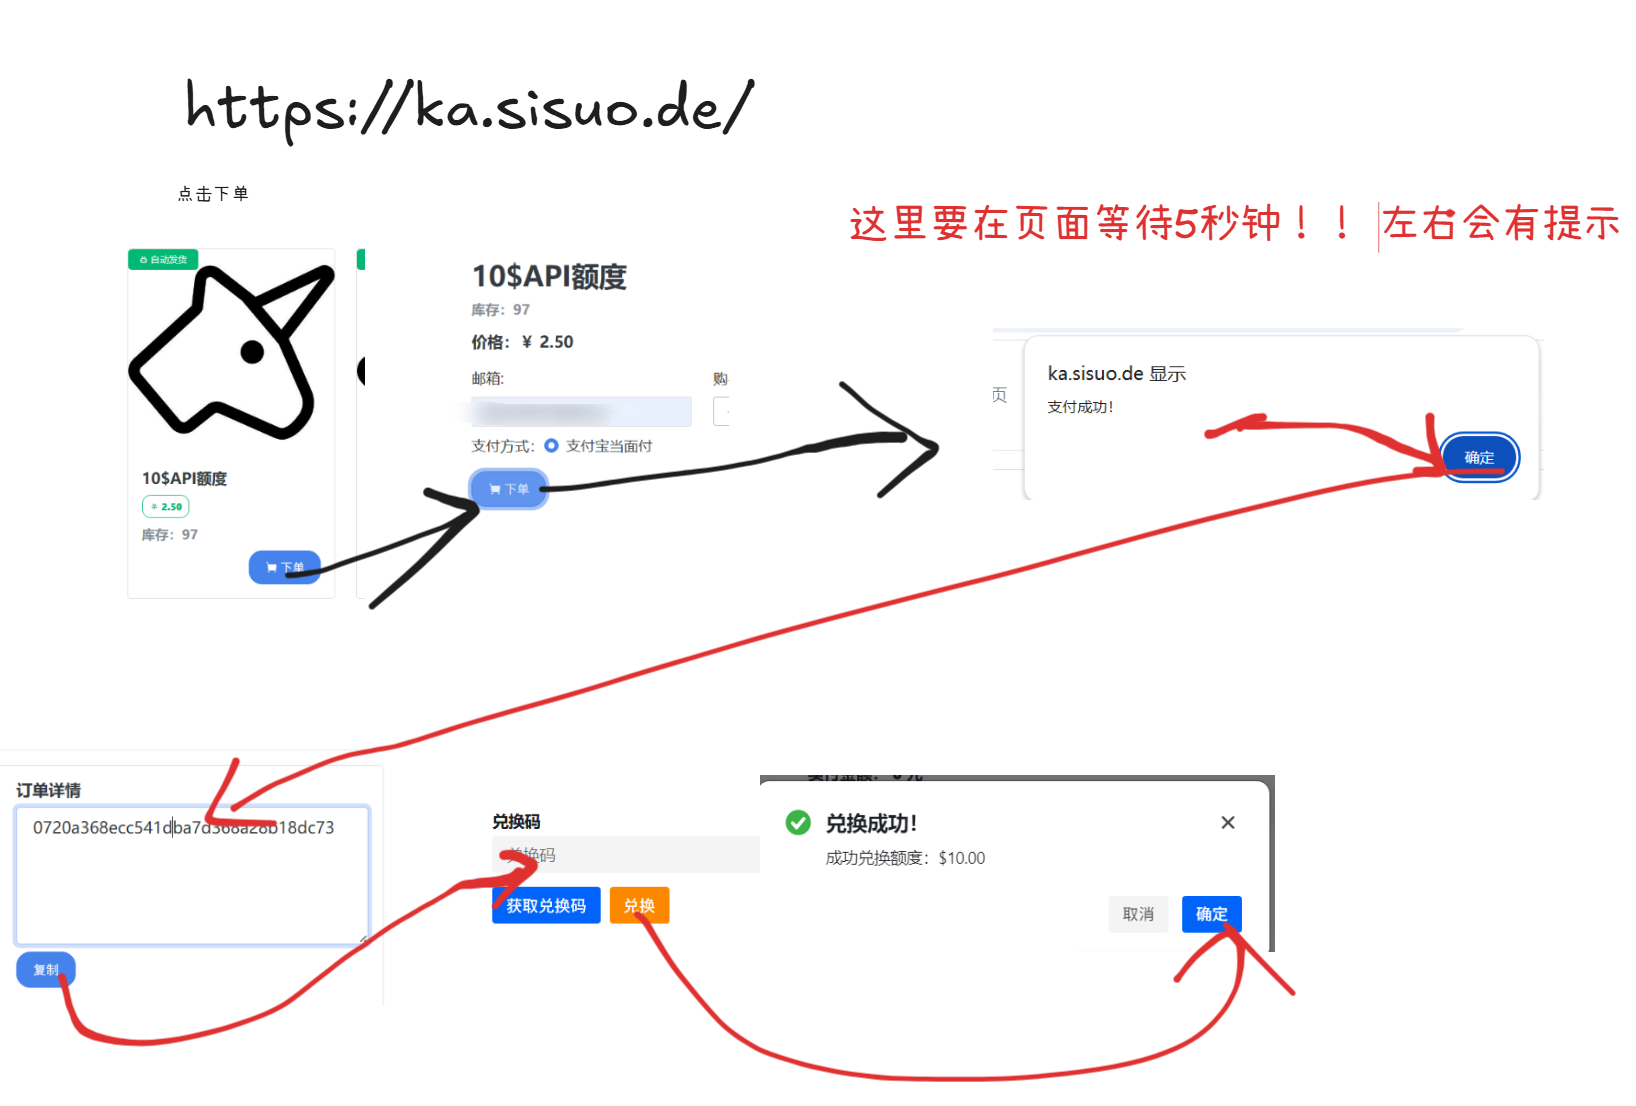 https://ka.sisuo.de/
点击下单
这里要在页面等待5秒钟！！ 左右会有提示
自动发货
10$API额度
¥ 2.50
库存：97
下单
10$API额度
库存：97
价格：¥ 2.50
邮箱:
购
支付方式： 支付宝当面付
下单
页
ka.sisuo.de 显示
支付成功！
确定
订单详情
0720a368ecc541dba7d368a28b18dc73
复制
兑换码
兑换码
获取兑换码 兑换
兑换成功！
成功兑换额度：$10.00
取消 确定